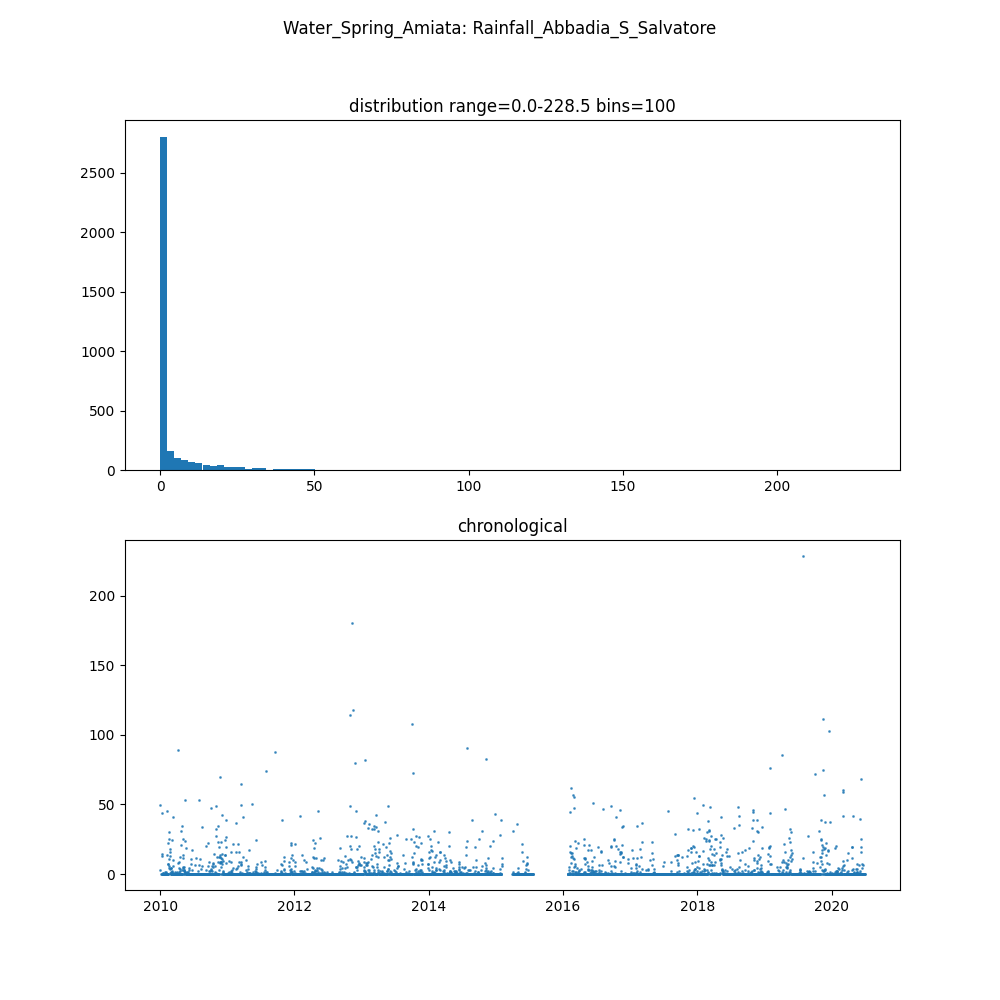 Water_Spring_Amiata: Rainfall_Abbadia_S_Salvatore
distribution range=0.0-228.5 bins=100
2500
2000
1500
1000
500
0
0 50 100 150 200
chronological
200
150
100
50
0
2010 2012 2014 2016 2018 2020